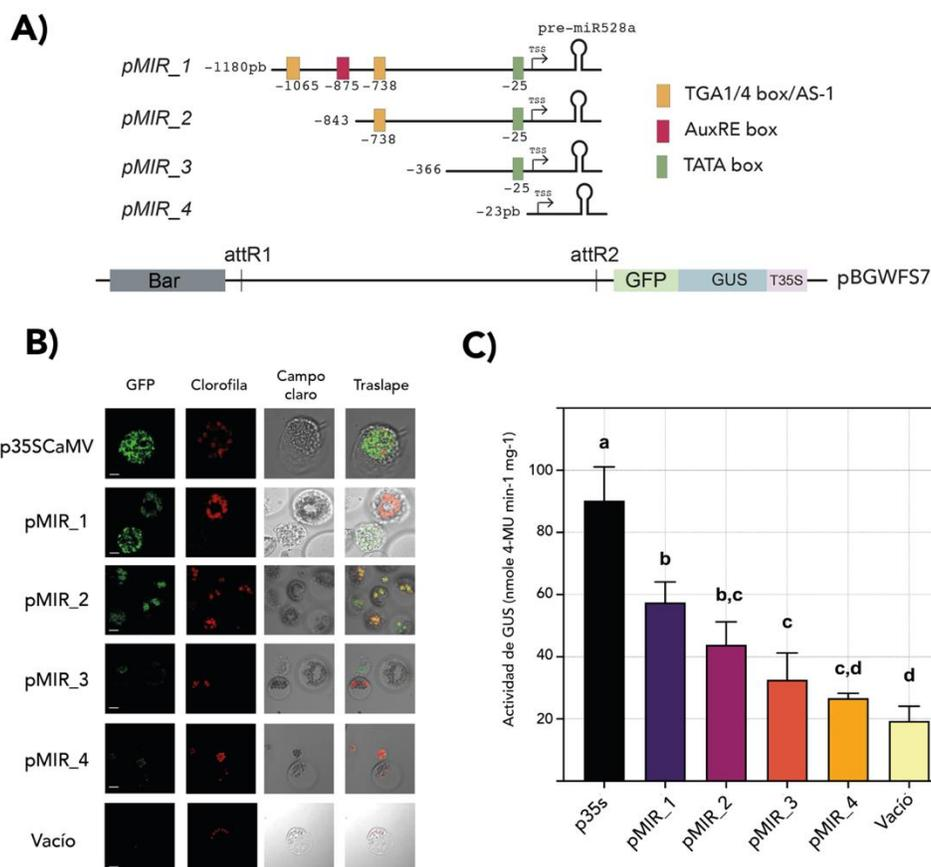 A)
pre-miR528a
pMIR_1 -1180pb TSS
-1065 -875 -738 -25
pMIR_2 -843 TSS
-738 -25
pMIR_3 -366 TSS
-25
pMIR_4 -23pb TSS
TGA1/4 box/AS-1
AuxRE box
TATA box
attR1 attR2
Bar GFP GUS T35S pBGWFS7
B)
GFP Clorofila Campo claro Traslape
p35SCaMV
pMIR_1
pMIR_2
pMIR_3
pMIR_4
Vacío
C)
Actividad de GUS (nmole 4-MU min-1 mg-1)
100
80
60
40
20
a
b
b,c
c
c,d
d
p35s pMIR_1 pMIR_2 pMIR_3 pMIR_4 Vacío